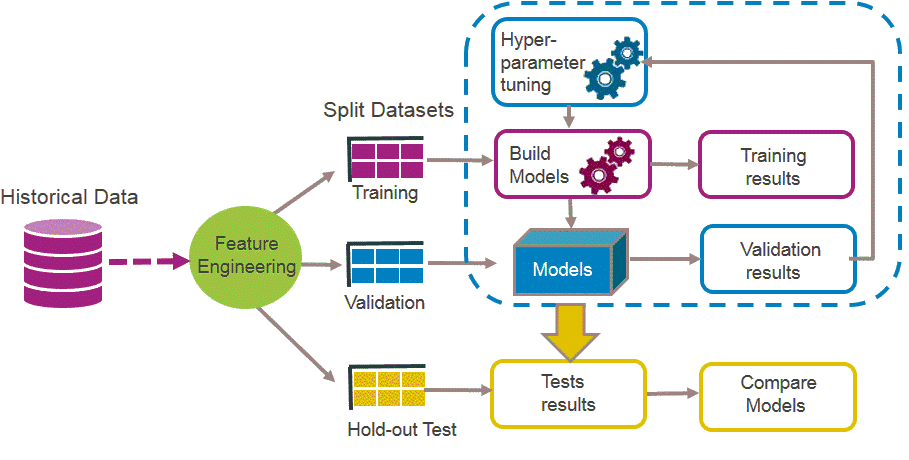 Hyper-
parameter
tuning
Split Datasets
Build
Models
Training
results
Training
Historical Data
Feature
Engineering
Models
Validation
results
Validation
Tests
results
Compare
Models
Hold-out Test